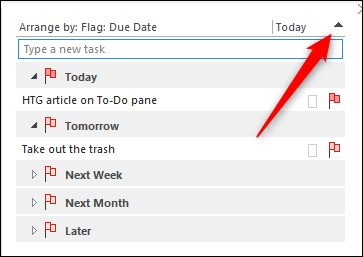 Arrange by: Flag: Due Date Today
Type a new task
Today
HTG article on To-Do pane
Tomorrow
Take out the trash
Next Week
Next Month
Later